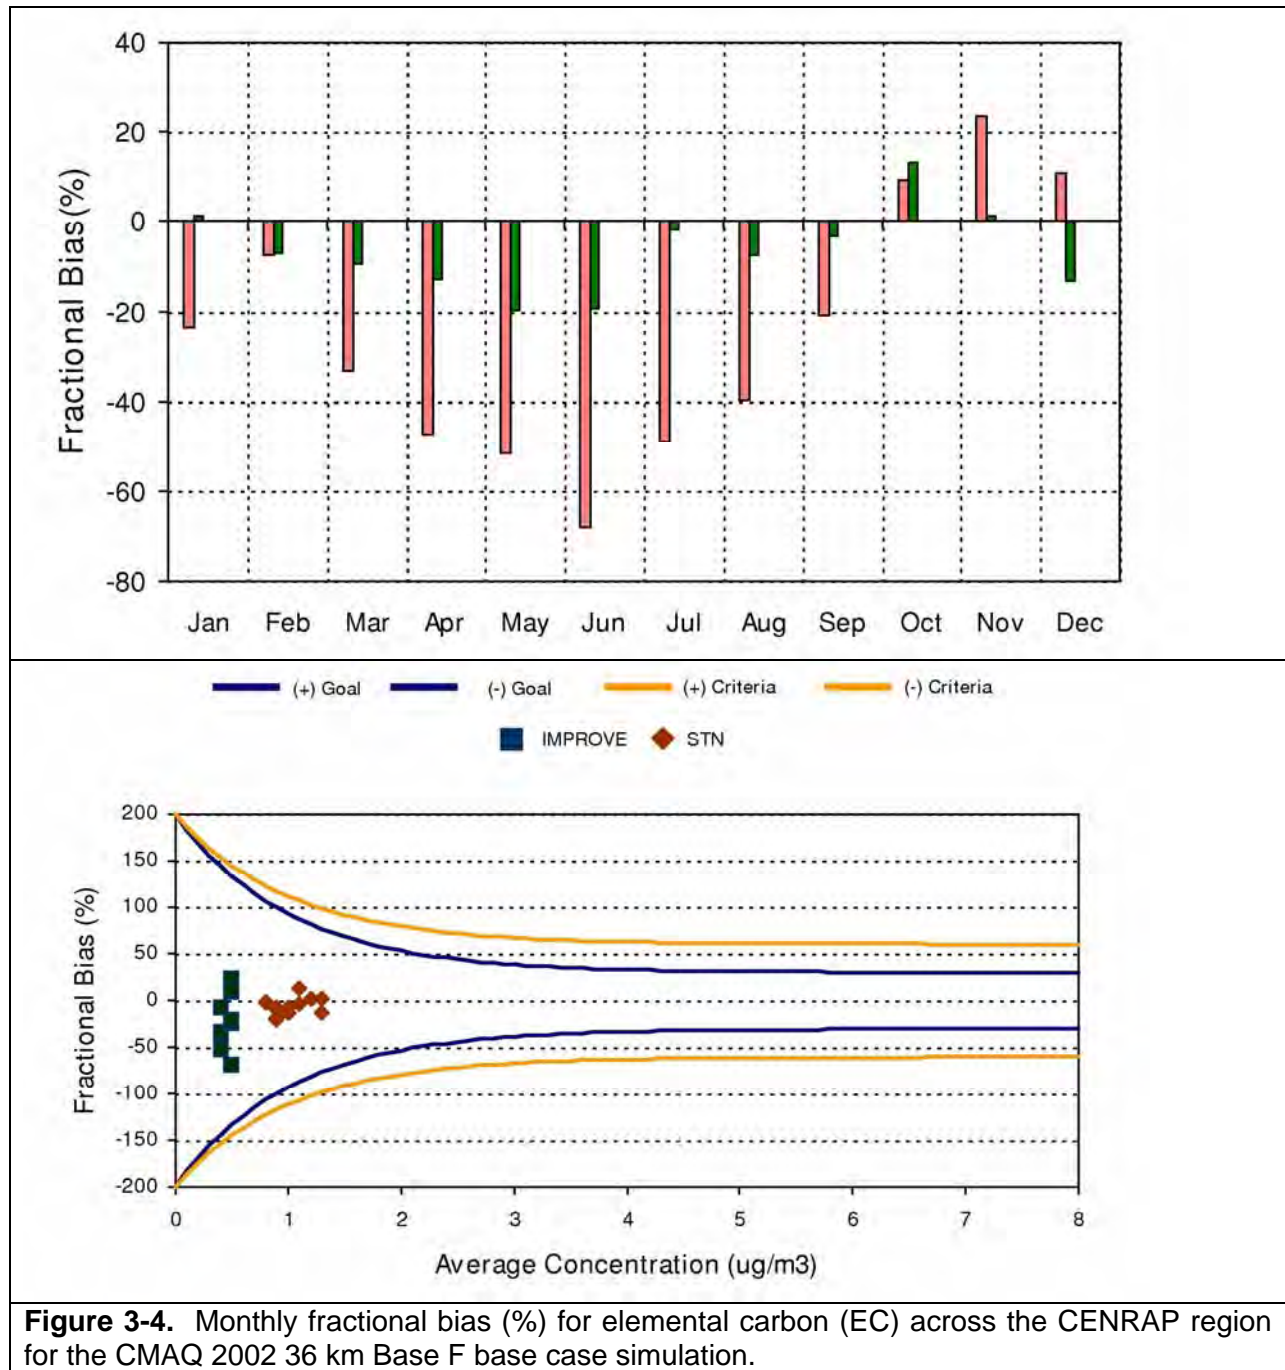 40
20
0
-20
-40
-60
-80
Fractional Bias(%)
Jan Feb Mar Apr May Jun Jul Aug Sep Oct Nov Dec
(+) Goal (-) Goal (+) Criteria (-) Criteria
IMPROVE STN
200
150
100
50
0
-50
-100
-150
-200
Fractional Bias (%)
0 1 2 3 4 5 6 7 8
Average Concentration (ug/m3)
Figure 3-4. Monthly fractional bias (%) for elemental carbon (EC) across the CENRAP region
for the CMAQ 2002 36 km Base F base case simulation.